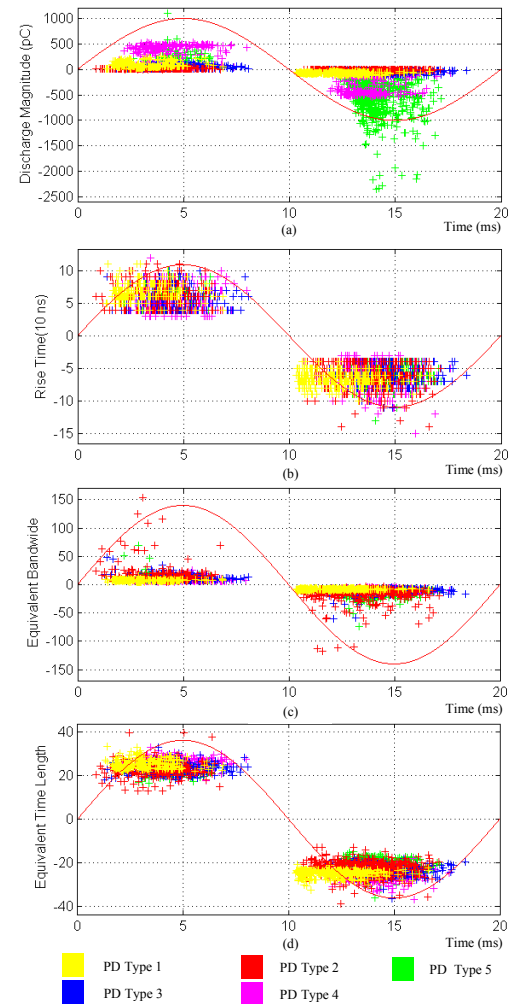 1000
500
0
-500
-1000
-1500
-2000
-2500
Discharge Magnitude (pC)
0
5
10
15
20
Time (ms)
(a)
10
5
0
-5
-10
-15
Rise Time(10 ns)
0
5
10
15
20
Time (ms)
(b)
150
100
50
0
-50
-100
-150
Equivalent Bandwide
0
5
10
15
20
Time (ms)
(c)
40
20
0
-20
-40
Equivalent Time Length
0
5
10
15
20
Time (ms)
(d)
PD Type 1
PD Type 2
PD Type 5
PD Type 3
PD Type 4